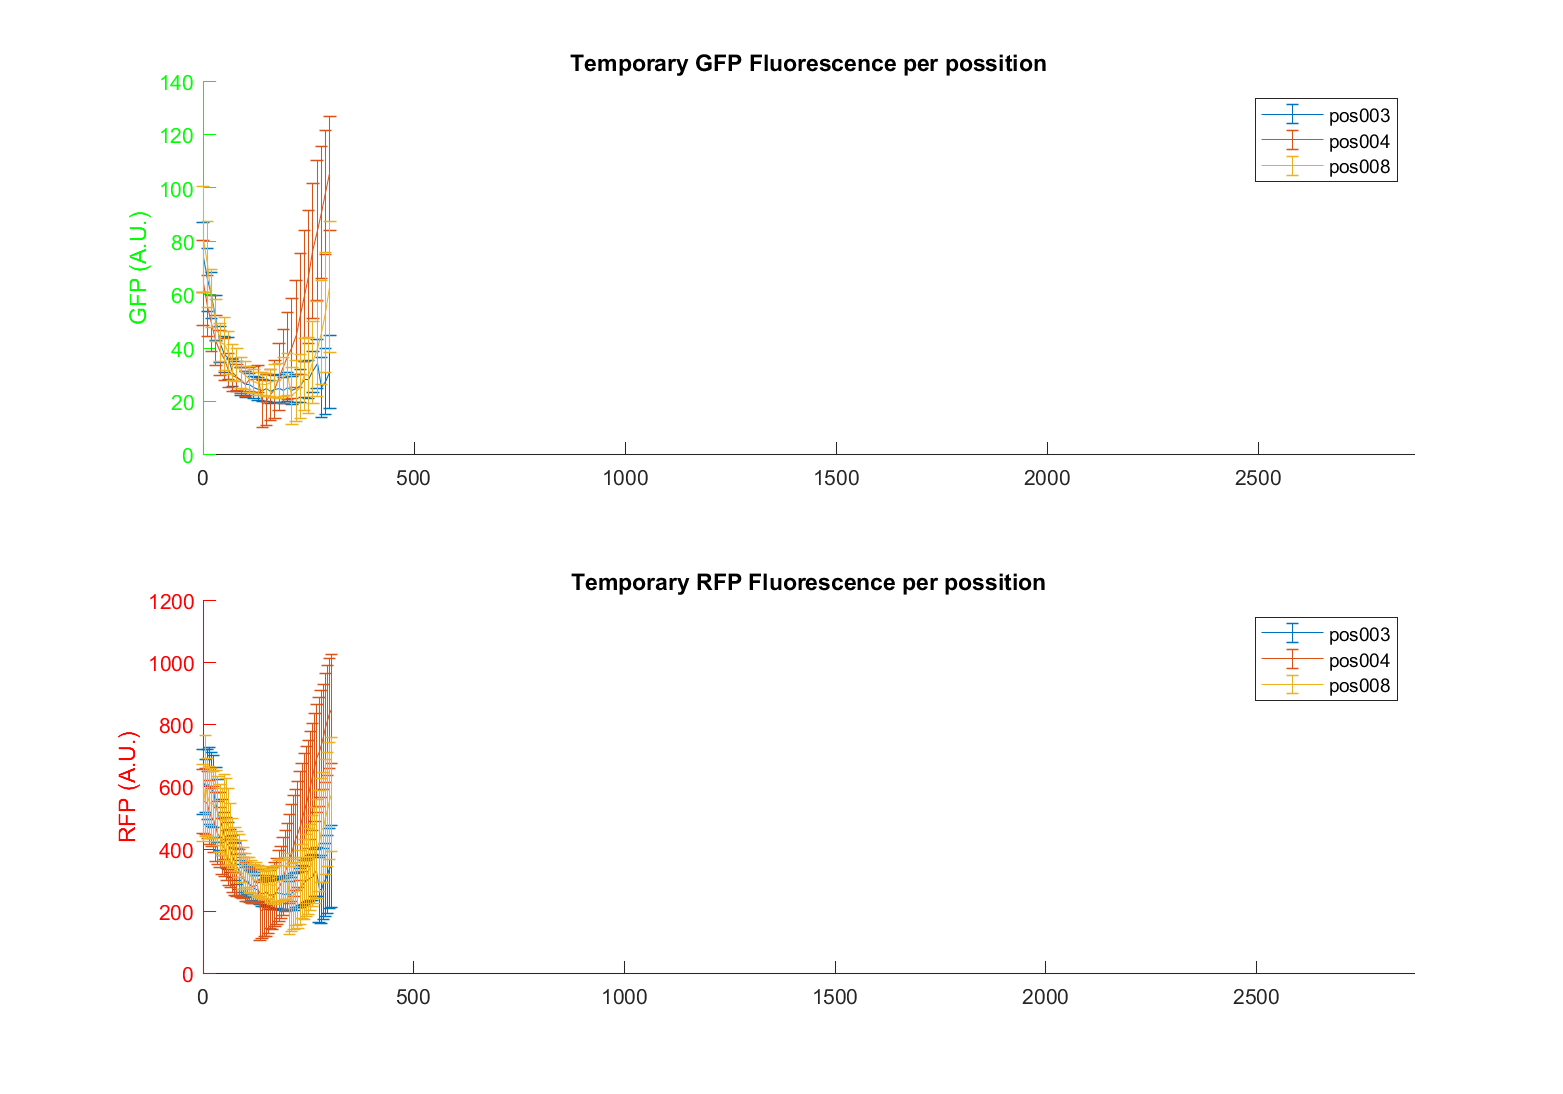 Temporary GFP Fluorescence per possition
140
120
100
80
60
40
20
0
GFP (A.U.)
0 500 1000 1500 2000 2500
pos003
pos004
pos008
Temporary RFP Fluorescence per possition
1200
1000
800
600
400
200
0
RFP (A.U.)
0 500 1000 1500 2000 2500
pos003
pos004
pos008